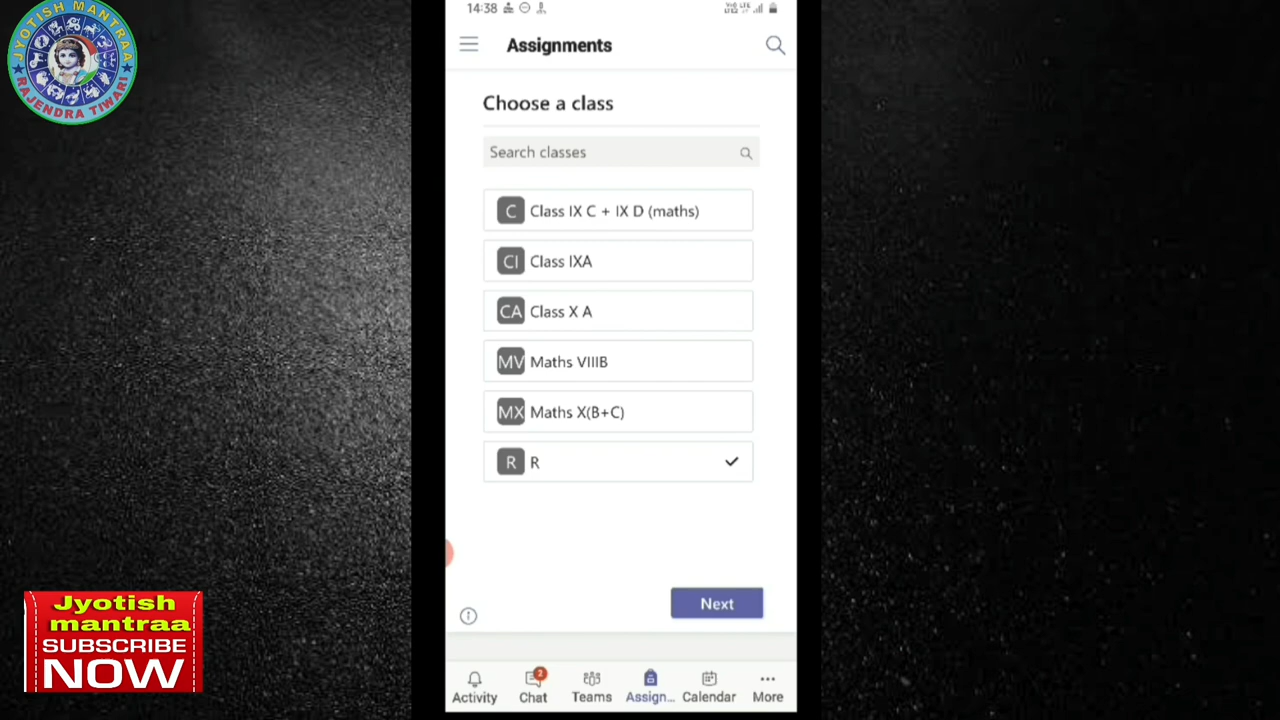 JYOTISH MANTRAA
RAJENDRA TIWARI
14:38
Assignments
Choose a class
Search classes
C Class IX C + IX D (maths)
CI Class IXA
CA Class X A
MV Maths VIIIB
MX Maths X(B+C)
R R
Next
2
Activity Chat Teams Assign... Calendar More
Jyotish
mantraa
SUBSCRIBE
NOW